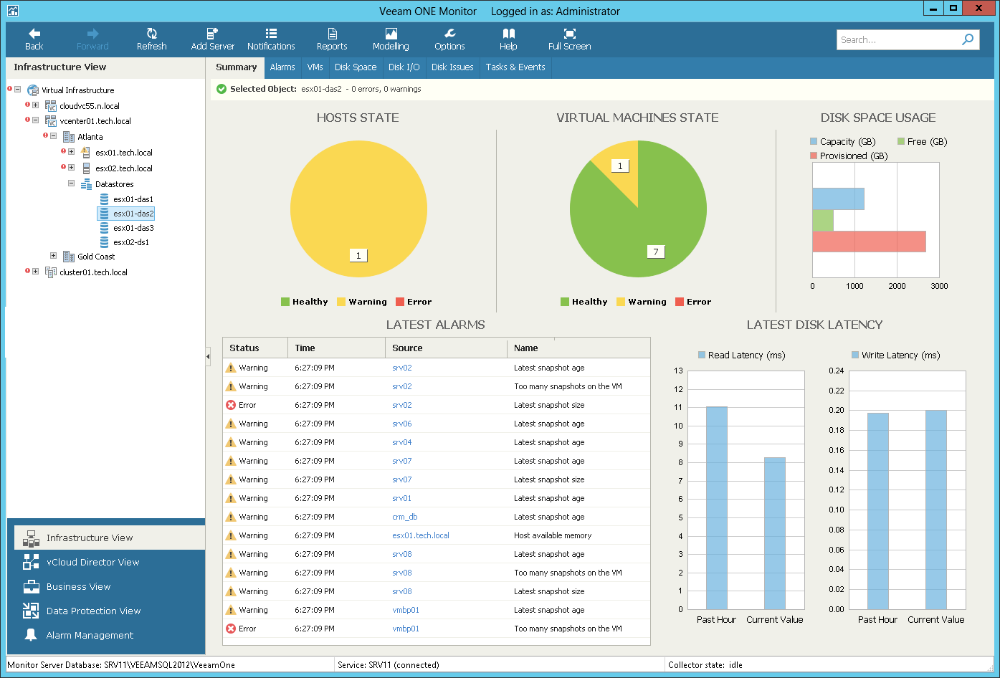 Veeam ONE Monitor Logged in as: Administrator
Back Forward Refresh Add Server Notifications Reports Modelling Options Help Full Screen Search...
Infrastructure View
Virtual Infrastructure
cloudvc55.n.local
vcenter01.tech.local
Atlanta
esx01.tech.local
esx02.tech.local
Datastores
esx01-das1
esx01-das2
esx01-das3
esx02-ds1
Gold Coast
cluster01.tech.local
Infrastructure View
vCloud Director View
Business View
Data Protection View
Alarm Management
Summary Alarms VMs Disk Space Disk I/O Disk Issues Tasks & Events
Selected Object: esx01-das2 - 0 errors, 0 warnings
HOSTS STATE
1
Healthy Warning Error
VIRTUAL MACHINES STATE
1
7
Healthy Warning Error
DISK SPACE USAGE
Capacity (GB) Free (GB)
Provisioned (GB)
0 1000 2000 3000
LATEST ALARMS
Status Time Source Name
Warning 6:27:09 PM srv02 Latest snapshot age
Warning 6:27:09 PM srv02 Too many snapshots on the VM
Error 6:27:09 PM srv02 Latest snapshot size
Warning 6:27:09 PM srv06 Latest snapshot age
Warning 6:27:09 PM srv04 Latest snapshot age
Warning 6:27:09 PM srv07 Latest snapshot age
Warning 6:27:09 PM srv07 Latest snapshot size
Warning 6:27:09 PM srv01 Latest snapshot age
Warning 6:27:09 PM crm_db Latest snapshot age
Warning 6:27:09 PM esx01.tech.local Host available memory
Warning 6:27:09 PM srv08 Latest snapshot age
Warning 6:27:09 PM srv08 Too many snapshots on the VM
Warning 6:27:09 PM srv08 Latest snapshot size
Warning 6:27:09 PM vmbp01 Latest snapshot age
Error 6:27:09 PM vmbp01 Too many snapshots on the VM
LATEST DISK LATENCY
Read Latency (ms)
13
12
11
10
9
8
7
6
5
4
3
2
1
0
Past Hour Current Value
Write Latency (ms)
0.24
0.22
0.20
0.18
0.16
0.14
0.12
0.10
0.08
0.06
0.04
0.02
0.00
Past Hour Current Value
Monitor Server Database: SRV11\VEEAMSQL2012\VeeamOne Service: SRV11 (connected) Collector state: idle